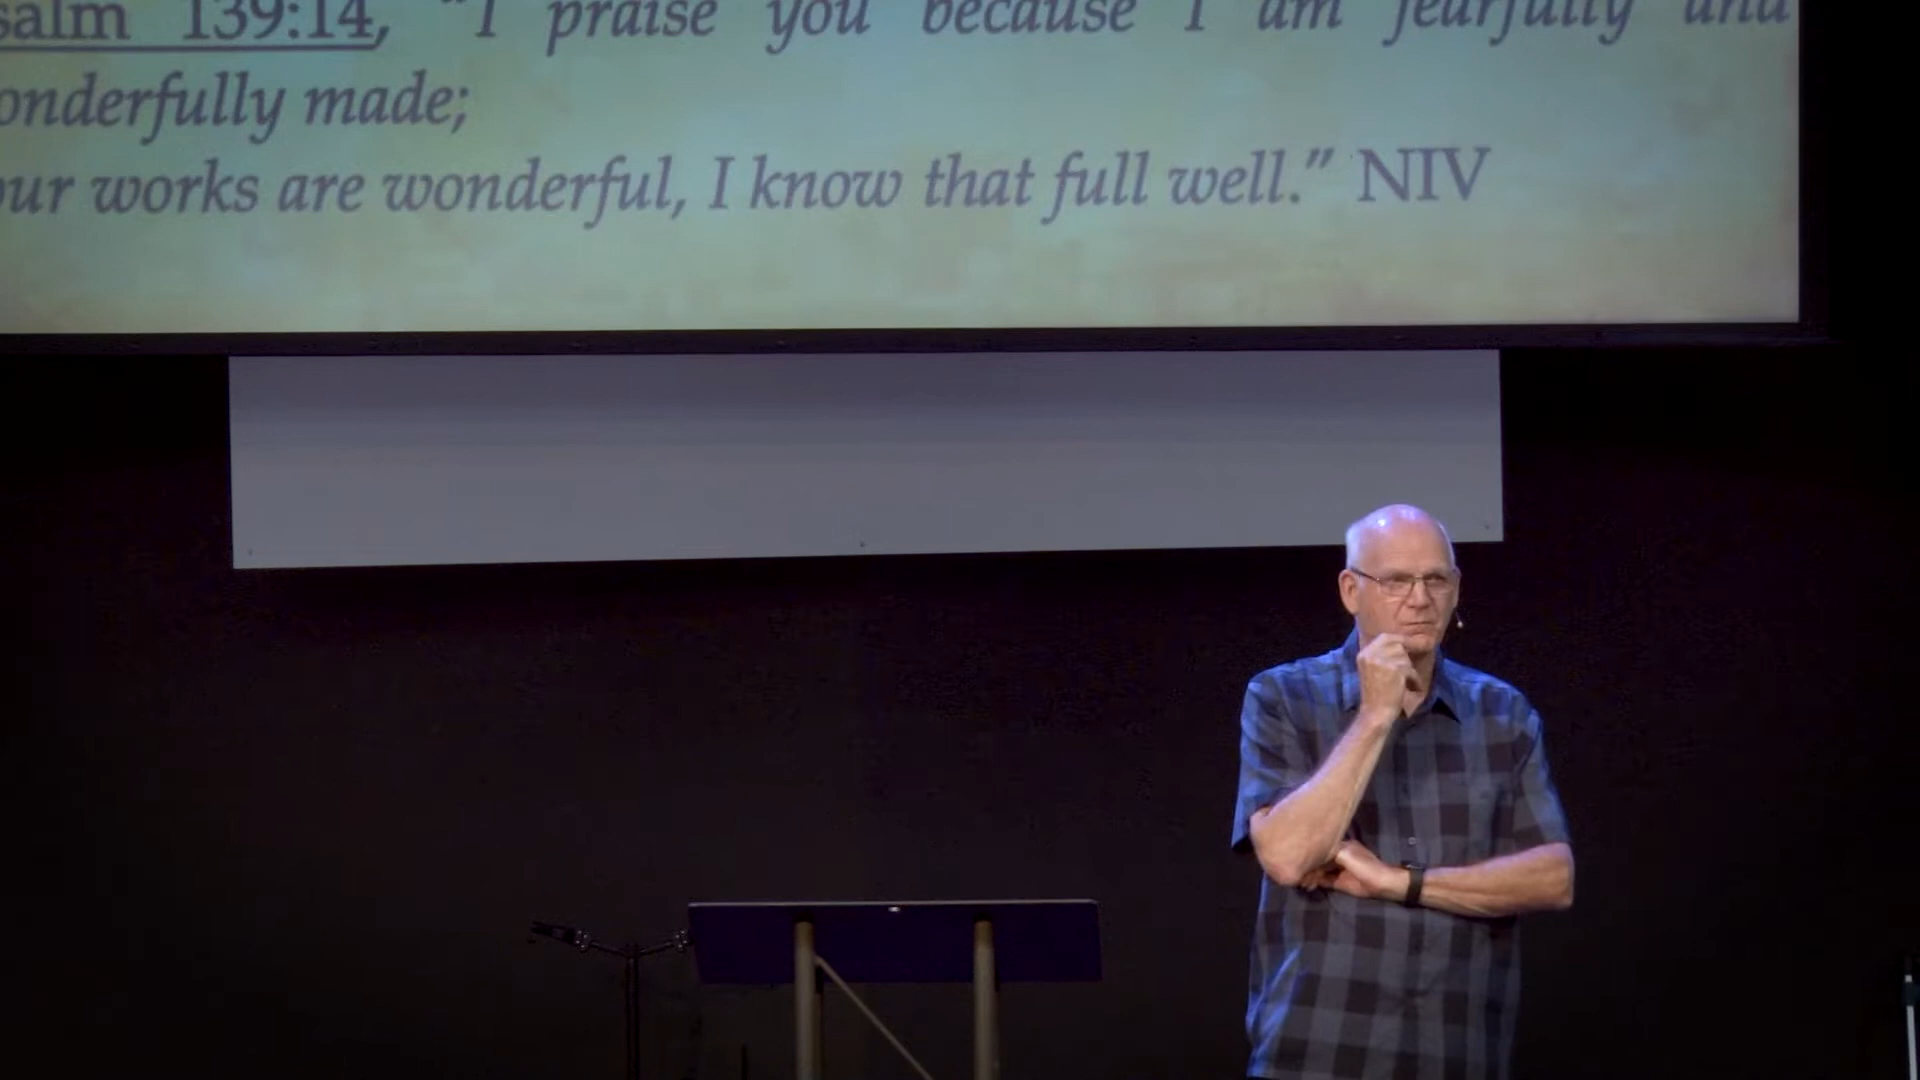 salm 139:14, "I praise you because I am fearfully and
onderfully made;
our works are wonderful, I know that full well." NIV